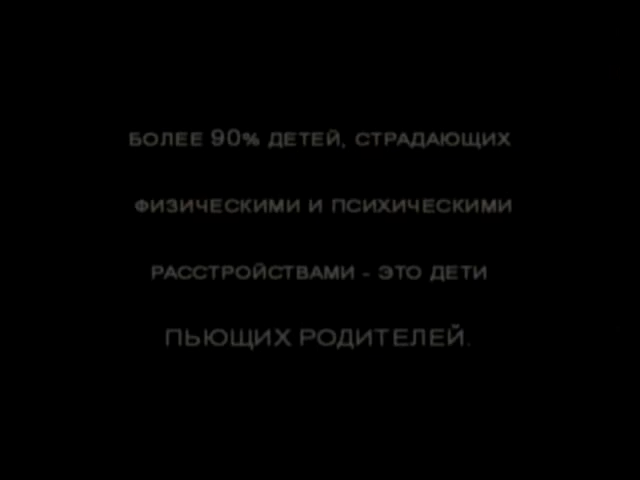 БОЛЕЕ 90% ДЕТЕЙ, СТРАДАЮЩИХ
ФИЗИЧЕСКИМИ И ПСИХИЧЕСКИМИ
РАССТРОЙСТВАМИ - ЭТО ДЕТИ
ПЬЮЩИХ РОДИТЕЛЕЙ.